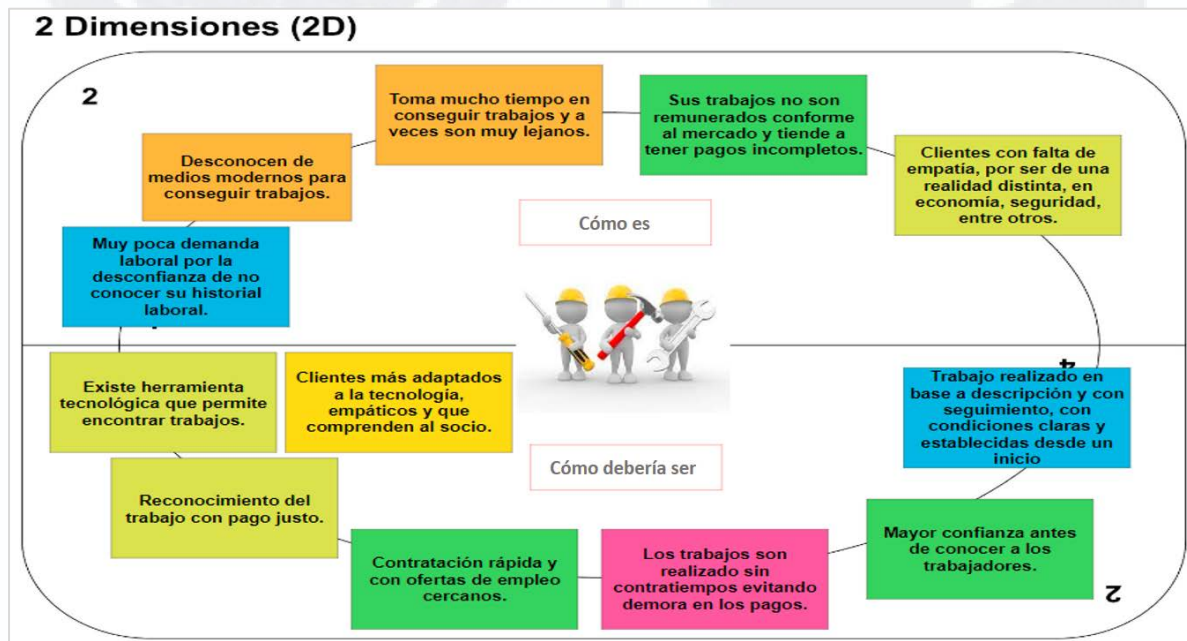 2 Dimensiones (2D)
2
Toma mucho tiempo en
conseguir trabajos y a
veces son muy lejanos.
Sus trabajos no son
remunerados conforme
al mercado y tiende a
tener pagos incompletos.
Desconocen de
medios modernos para
conseguir trabajos.
Clientes con falta de
empatía, por ser de una
realidad distinta, en
economía, seguridad,
entre otros.
Cómo es
Muy poca demanda
laboral por la
desconfianza de no
conocer su historial
laboral.
Existe herramienta
tecnológica que permite
encontrar trabajos.
Clientes más adaptados
a la tecnología,
empáticos y que
comprenden al socio.
4
Trabajo realizado en
base a descripción y con
seguimiento, con
condiciones claras y
establecidas desde un
inicio
Cómo debería ser
Reconocimiento del
trabajo con pago justo.
Contratación rápida y
con ofertas de empleo
cercanos.
Los trabajos son
realizado sin
contratiempos evitando
demora en los pagos.
Mayor confianza antes
de conocer a los
trabajadores.
2